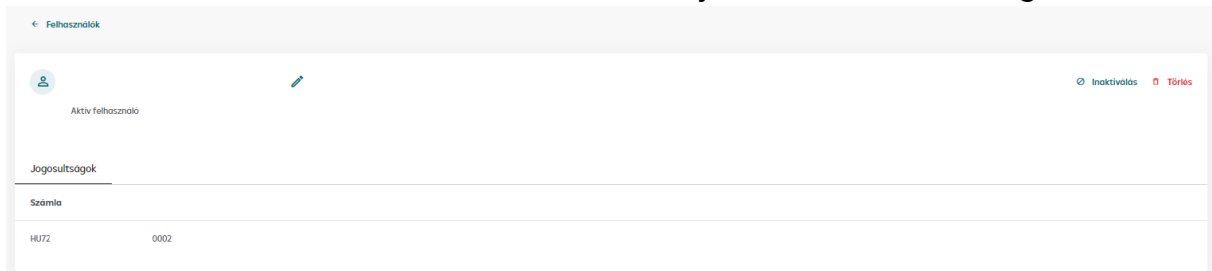 ← Felhasználók
Inaktiválás Törlés
Aktív felhasználó
Jogosultságok
Számla
HU72 0002